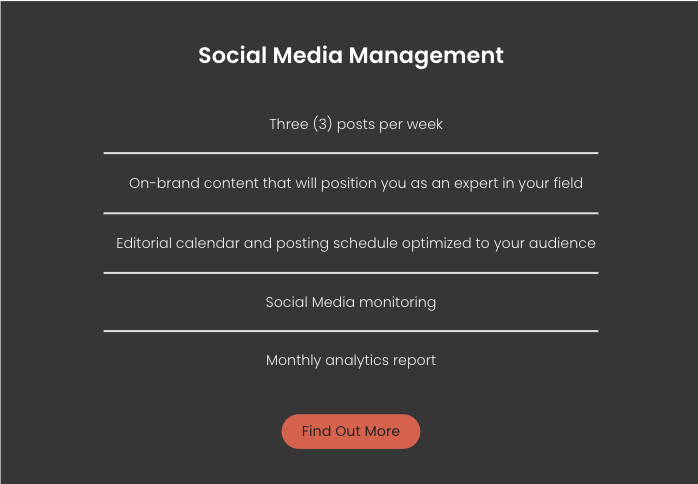 Social Media Management
Three (3) posts per week
On-brand content that will position you as an expert in your field
Editorial calendar and posting schedule optimized to your audience
Social Media monitoring
Monthly analytics report
Find Out More